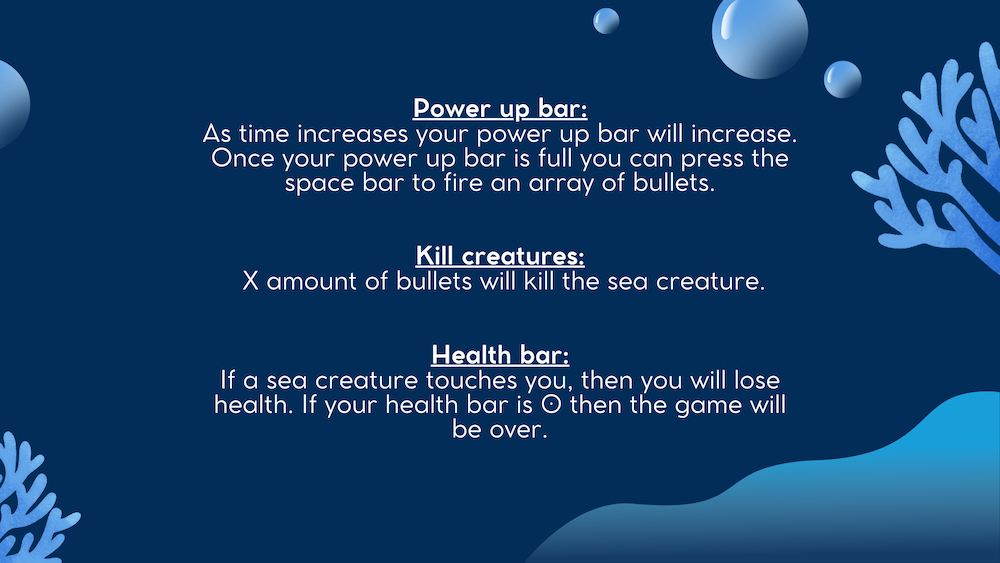 Power up bar:
As time increases your power up bar will increase.
Once your power up bar is full you can press the
space bar to fire an array of bullets.
Kill creatures:
X amount of bullets will kill the sea creature.
Health bar:
If a sea creature touches you, then you will lose
health. If your health bar is 0 then the game will
be over.